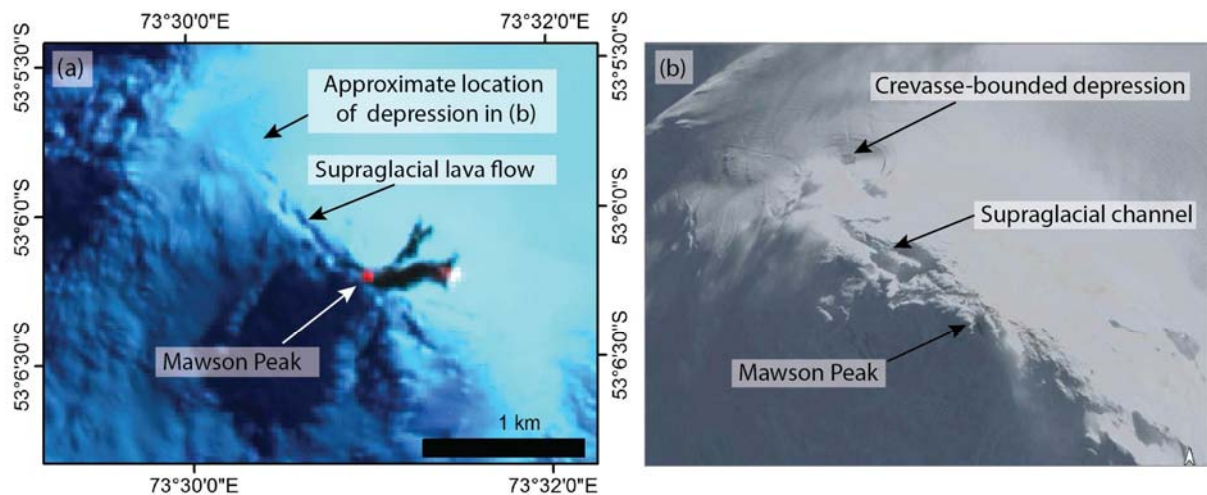 73°30'0"E
73°32'0"E
53°5'30"S
53°6'0"S
53°6'30"S
(a)
Approximate location
of depression in (b)
Supraglacial lava flow
Mawson Peak
1 km
53°5'30"S
53°6'0"S
53°6'30"S
73°30'0"E
73°32'0"E
(b)
Crevasse-bounded depression
Supraglacial channel
Mawson Peak